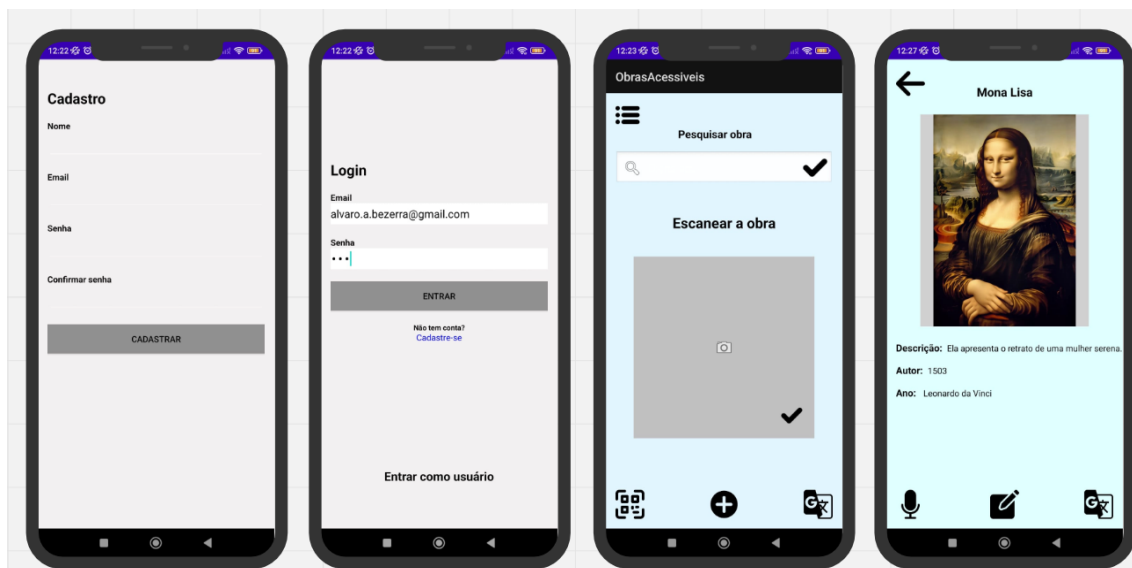 12:22
Cadastro
Nome
Email
Senha
Confirmar senha
CADASTRAR
12:22
Login
Email
alvaro.a.bezerra@gmail.com
Senha
•••
ENTRAR
Não tem conta?
Cadastre-se
Entrar como usuário
12:23
ObrasAcessiveis
Pesquisar obra
Escanear a obra
G
12:27
Mona Lisa
Descrição: Ela apresenta o retrato de uma mulher serena.
Autor: 1503
Ano: Leonardo da Vinci
G